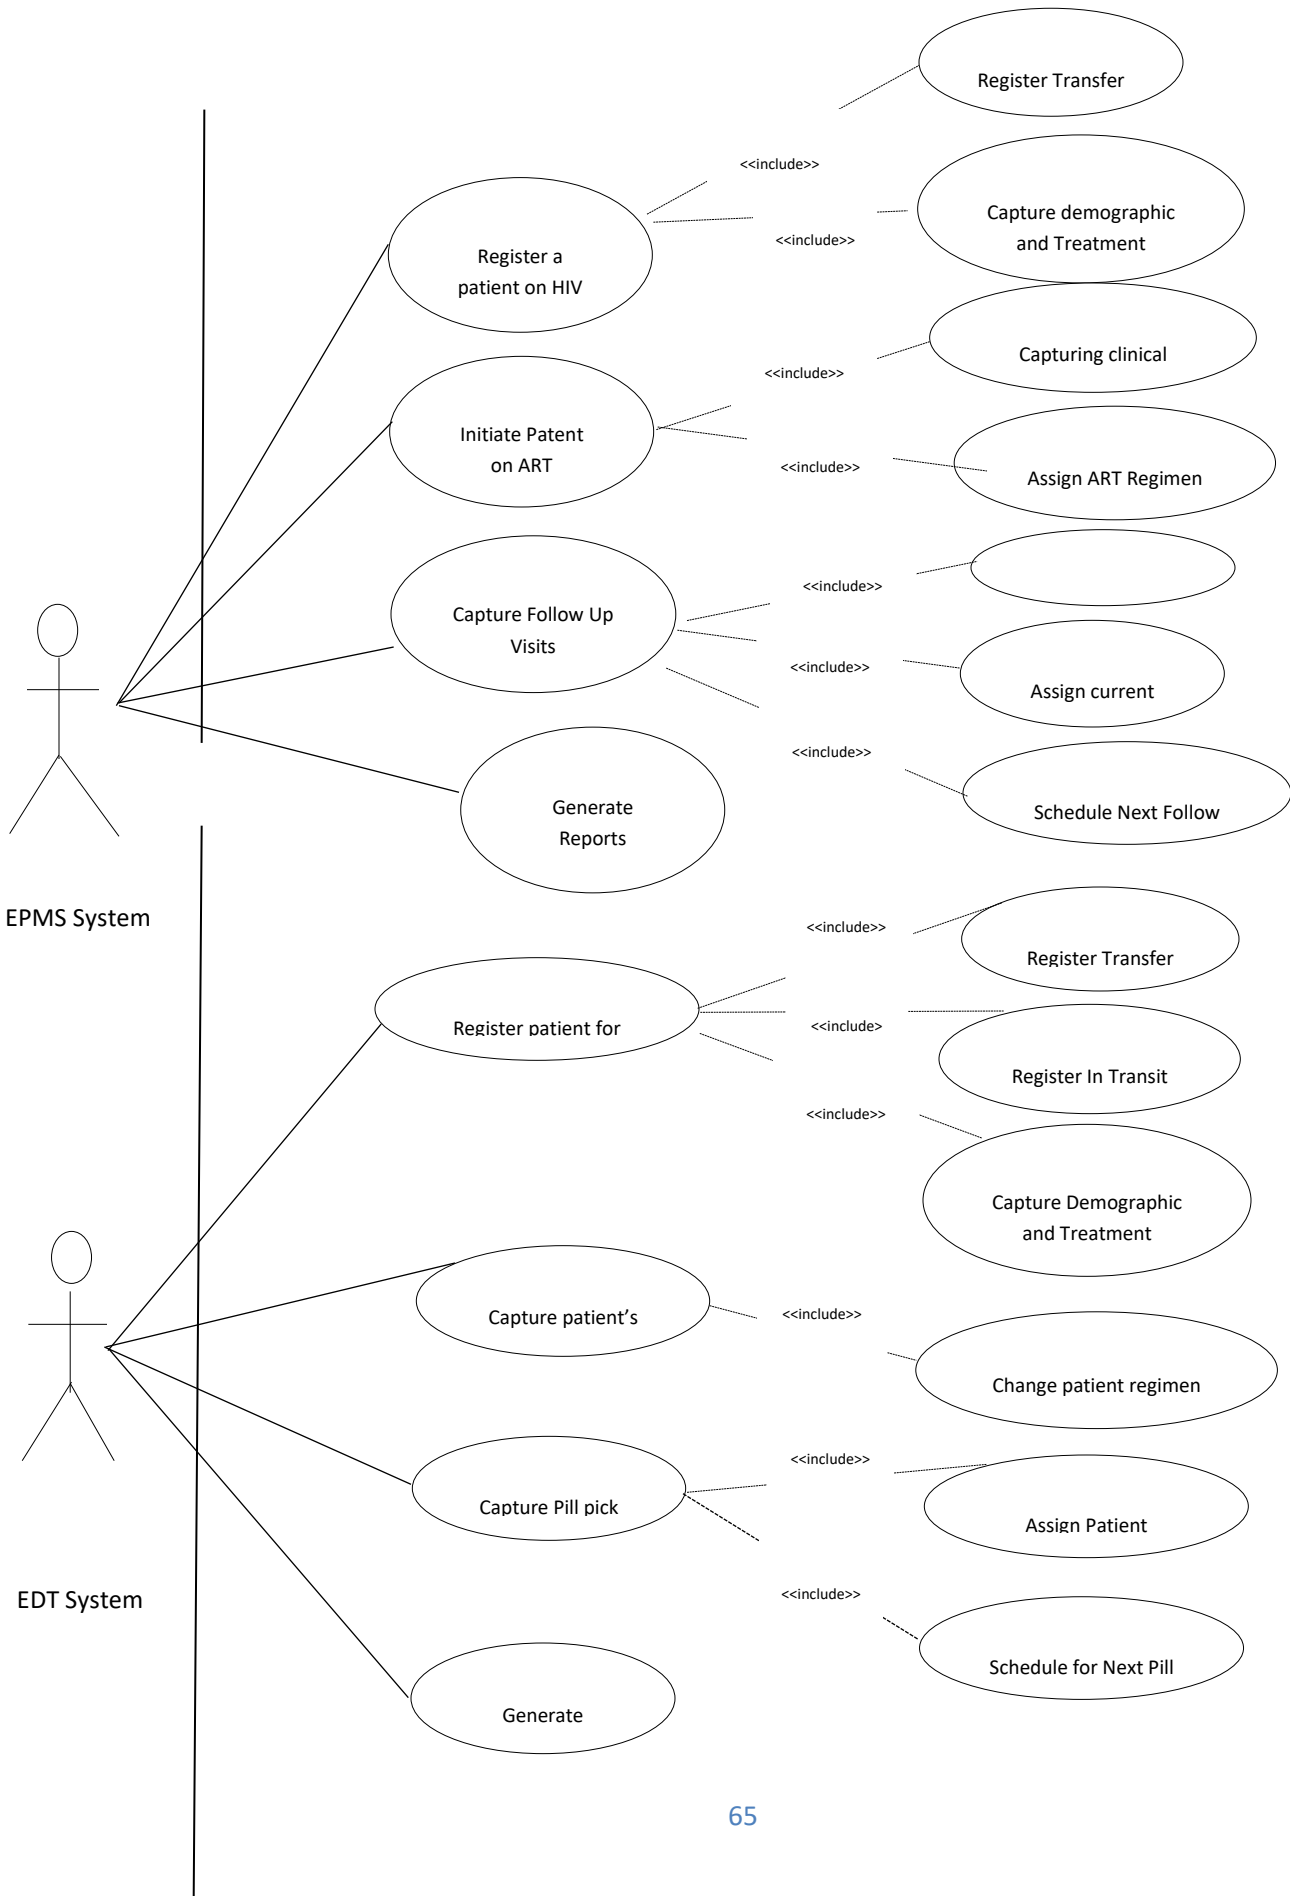 Register Transfer
<<include>>
Capture demographic
and Treatment
<<include>>
Register a
patient on HIV
Capturing clinical
<<include>>
Initiate Patent
on ART
<<include>>
Assign ART Regimen
<<include>>
Capture Follow Up
Visits
<<include>>
Assign current
<<include>>
Generate
Reports
Schedule Next Follow
EPMS System
<<include>>
Register Transfer
Register patient for
<<include>
Register In Transit
<<include>>
Capture Demographic
and Treatment
Capture patient’s
<<include>>
Change patient regimen
<<include>>
Capture Pill pick
Assign Patient
EDT System
<<include>>
Schedule for Next Pill
Generate
65